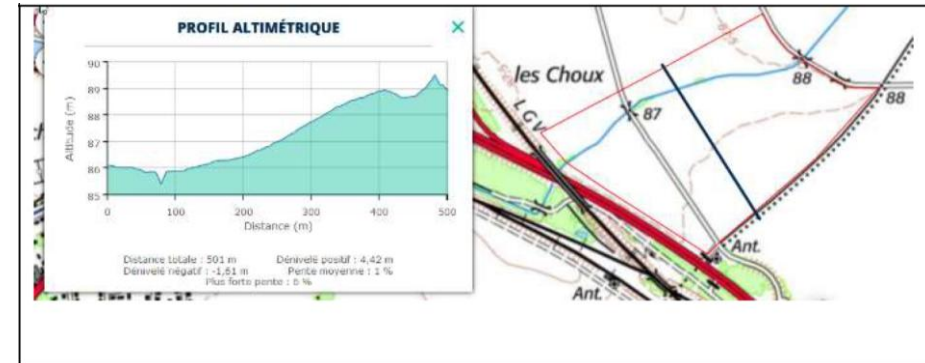 PROFIL ALTIMÉTRIQUE
×
90
89
88
87
86
85
Altitude (m)
0 100 200 300 400 500
Distance (m)
Distance totale : 501 m Dénivelé positif : 4,42 m
Dénivelé négatif : -1,61 m Pente moyenne : 1 %
Plus forte pente : 6 %
les Choux
LGV
87
88
88
Ant.
Ant.